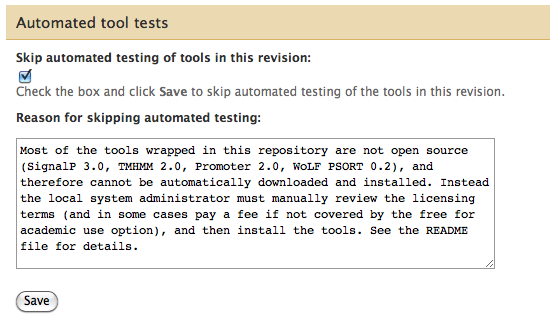 Automated tool tests
Skip automated testing of tools in this revision:
Check the box and click Save to skip automated testing of the tools in this revision.
Reason for skipping automated testing:
Most of the tools wrapped in this repository are not open source
(SignalP 3.0, TMHMM 2.0, Promoter 2.0, WoLF PSORT 0.2), and
therefore cannot be automatically downloaded and installed. Instead
the local system administrator must manually review the licensing
terms (and in some cases pay a fee if not covered by the free for
academic use option), and then install the tools. See the README
file for details.
Save